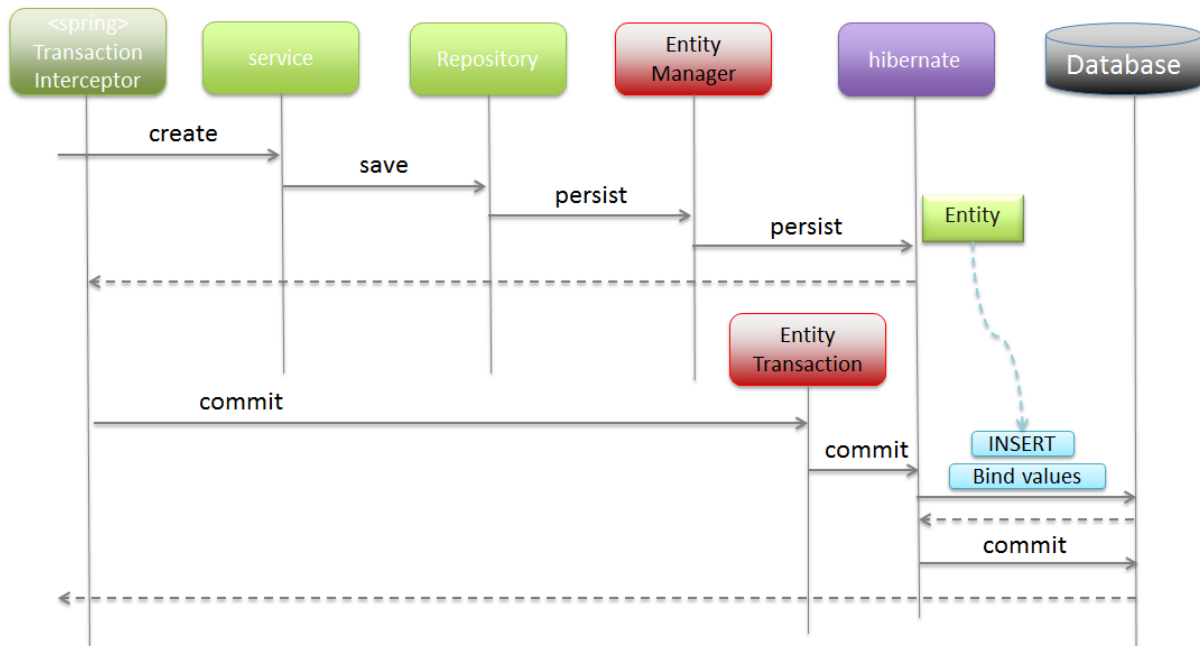 <spring>
Transaction
Interceptor
service
Repository
Entity
Manager
hibernate
Database
create
save
persist
persist
Entity
Entity
Transaction
commit
commit
INSERT
Bind values
commit